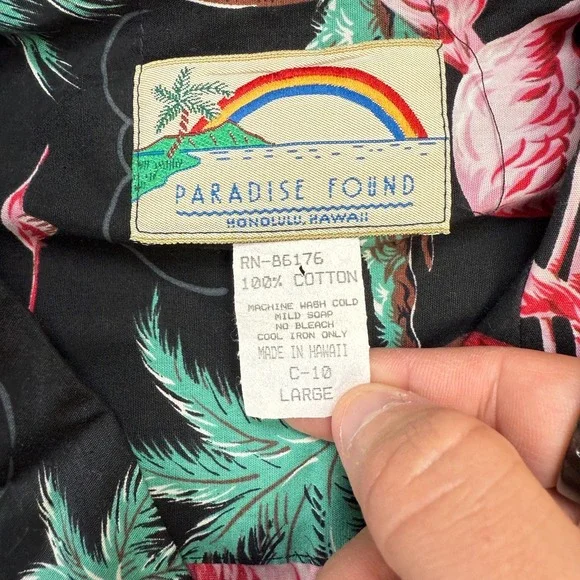 PARADISE FOUND
HONOLULU, HAWAII
RN-86176
100% COTTON
MACHINE WASH COLD
MILD SOAP
NO BLEACH
COOL IRON ONLY
MADE IN HAWAII
C-10
LARGE